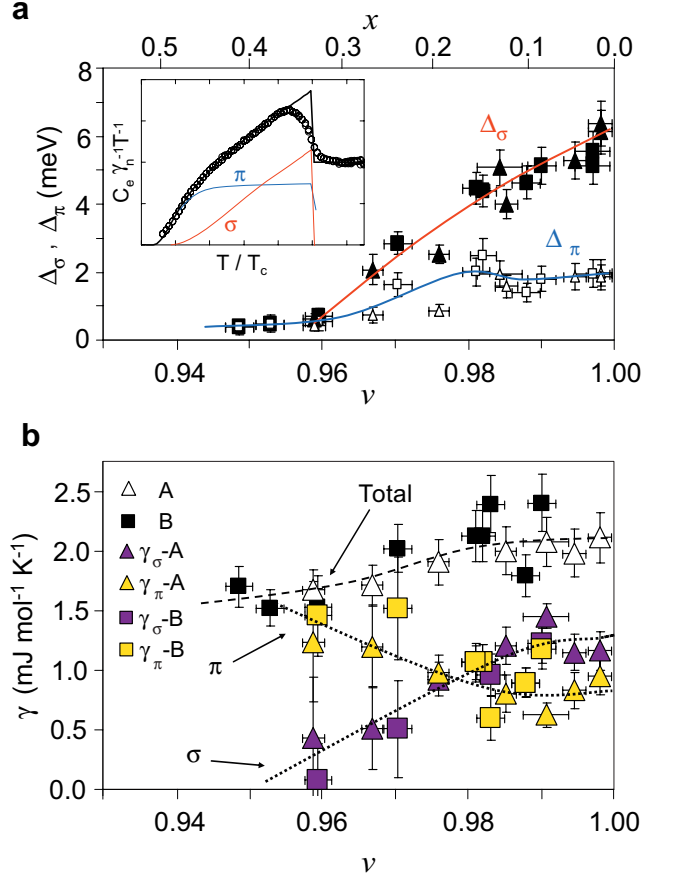 a
x
0.5 0.4 0.3 0.2 0.1 0.0
8
6
4
2
0
Δσ , Δπ (meV)
Ce γn-1T-1
π
σ
T / Tc
Δσ
Δ π
0.94 0.96 0.98 1.00
ν
b
2.5
2.0
1.5
1.0
0.5
0.0
γ (mJ mol-1 K-1)
A
B
γσ-A
γπ-A
γσ-B
γπ-B
Total
π
σ
0.94 0.96 0.98 1.00
ν